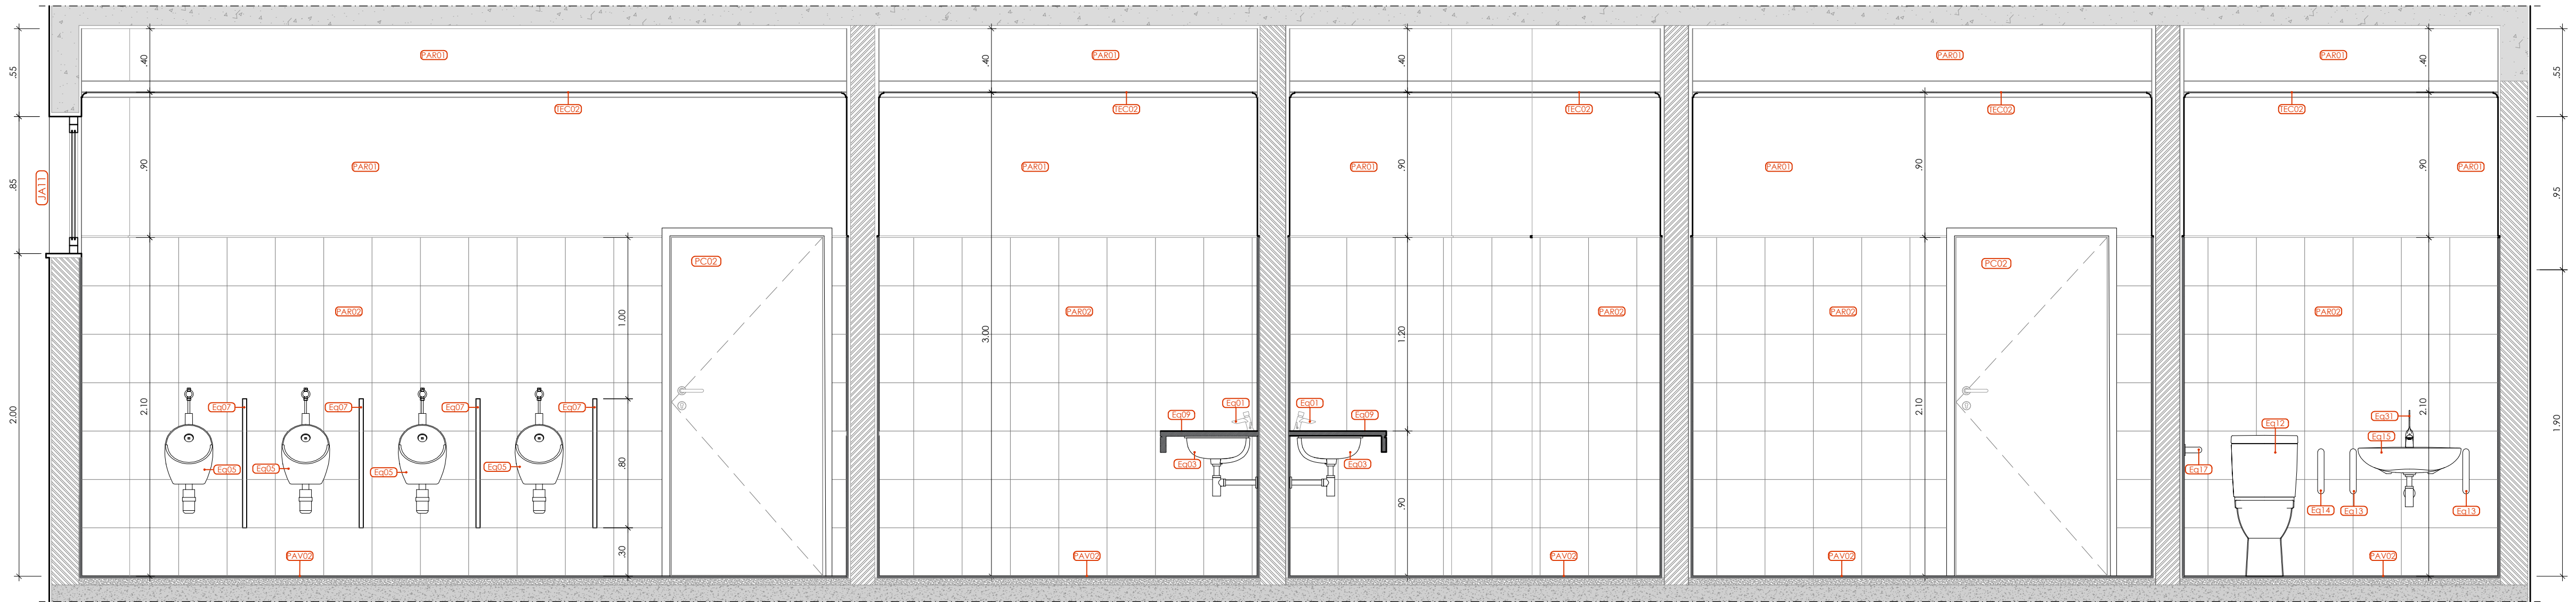 .40
.40
.40
.40
PAR01
PAR01
PAR01
PAR01
.55
.55
TEC02
TEC02
TEC02
TEC02
TEC02
JA11
.85
.90
PAR01
PAR01
PAR01
.90
PAR01
.90
.90
PAR01
.95
PC02
PC02
PAR02
PAR02
PAR02
PAR02
PAR02
1.00
3.00
1.20
2.00
2.10
Eq07
Eq07
Eq07
Eq07
Eq01
Eq01
Eq09
Eq09
2.10
2.10
Eq31
Eq12
Eq15
1.90
Eq05
Eq05
Eq05
Eq05
.80
Eq03
Eq03
Eq17
.90
Eq14
Eq13
Eq13
.30
PAV02
PAV02
PAV02
PAV02
PAV02